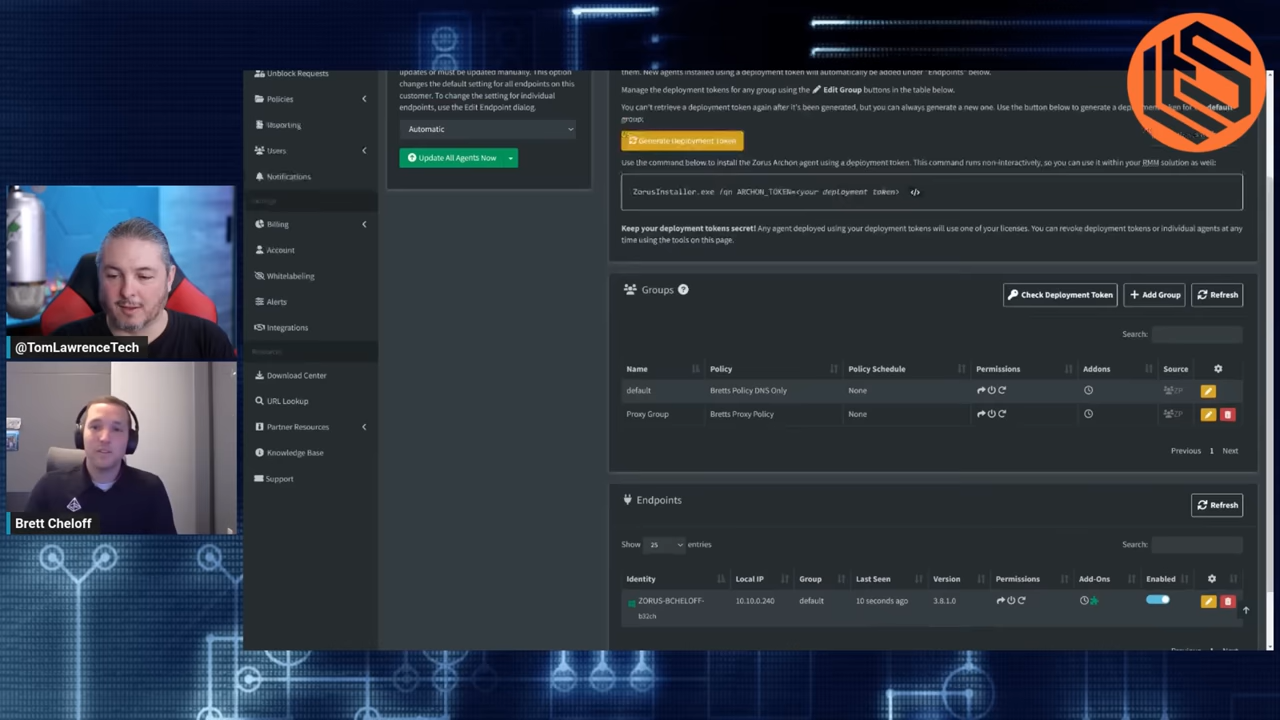 Unblock Requests
Policies
Reporting
Users
Notifications
Billing
Account
Whitelabeling
Alerts
Integrations
Download Center
URL Lookup
Partner Resources
Knowledge Base
Support
updates or must be updated manually. This option
changes the default setting for all endpoints on this
customer. To change the setting for individual
endpoints, use the Edit Endpoint dialog.
Automatic
Update All Agents Now
them. New agents installed using a deployment token will automatically be added under "Endpoints" below.
Manage the deployment tokens for any group using the Edit Group buttons in the table below.
You can't retrieve a deployment token again after it's been generated, but you can always generate a new one. Use the button below to generate a deployment token for the default
group:
Generate Deployment Token
Use the command below to install the Zorus Archon agent using a deployment token. This command runs non-interactively, so you can use it within your RMM solution as well:
ZorusInstaller.exe /qn ARCHON_TOKEN=<your deployment token> </>
Keep your deployment tokens secret! Any agent deployed using your deployment tokens will use one of your licenses. You can revoke deployment tokens or individual agents at any
time using the tools on this page.
Groups ?
Check Deployment Token + Add Group Refresh
Search:
Name Policy Policy Schedule Permissions Addons Source
default Bretts Policy DNS Only None ZP
Proxy Group Bretts Proxy Policy None ZP
Previous 1 Next
Endpoints
Refresh
Show 25 entries Search:
Identity Local IP Group Last Seen Version Permissions Add-Ons Enabled
ZORUS-BCHELOFF- 10.10.0.240 default 10 seconds ago 3.8.1.0
@TomLawrenceTech
Brett Cheloff